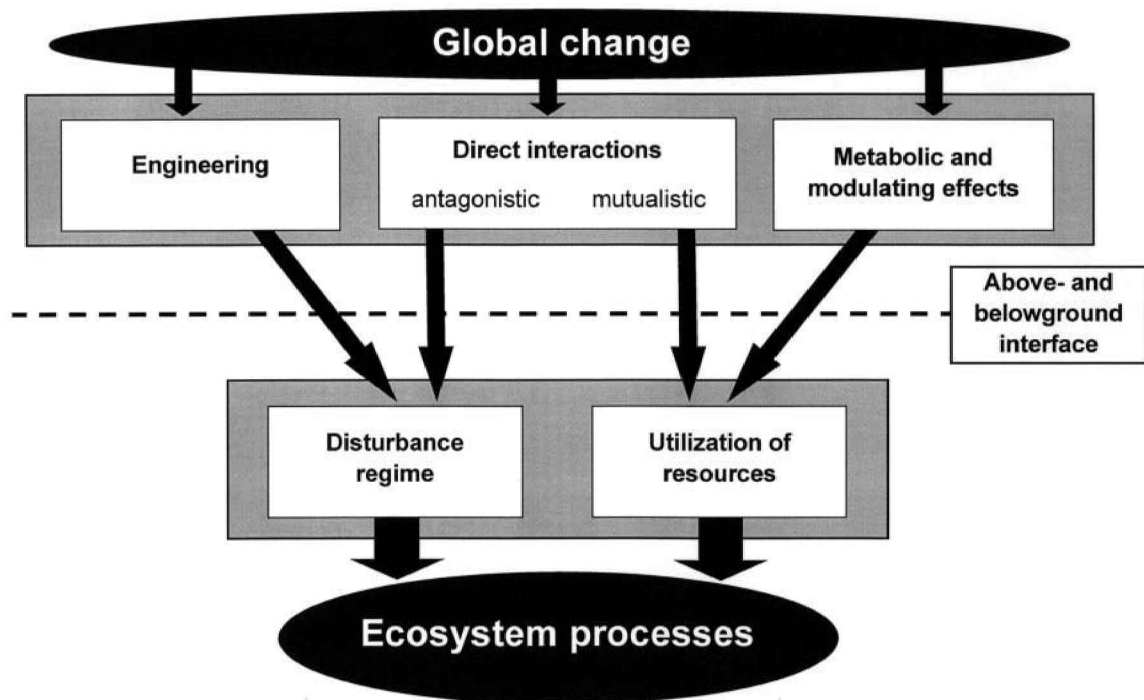 Global change
Engineering
Direct interactions
antagonistic mutualistic
Metabolic and
modulating effects
Above- and
belowground
interface
Disturbance
regime
Utilization of
resources
Ecosystem processes